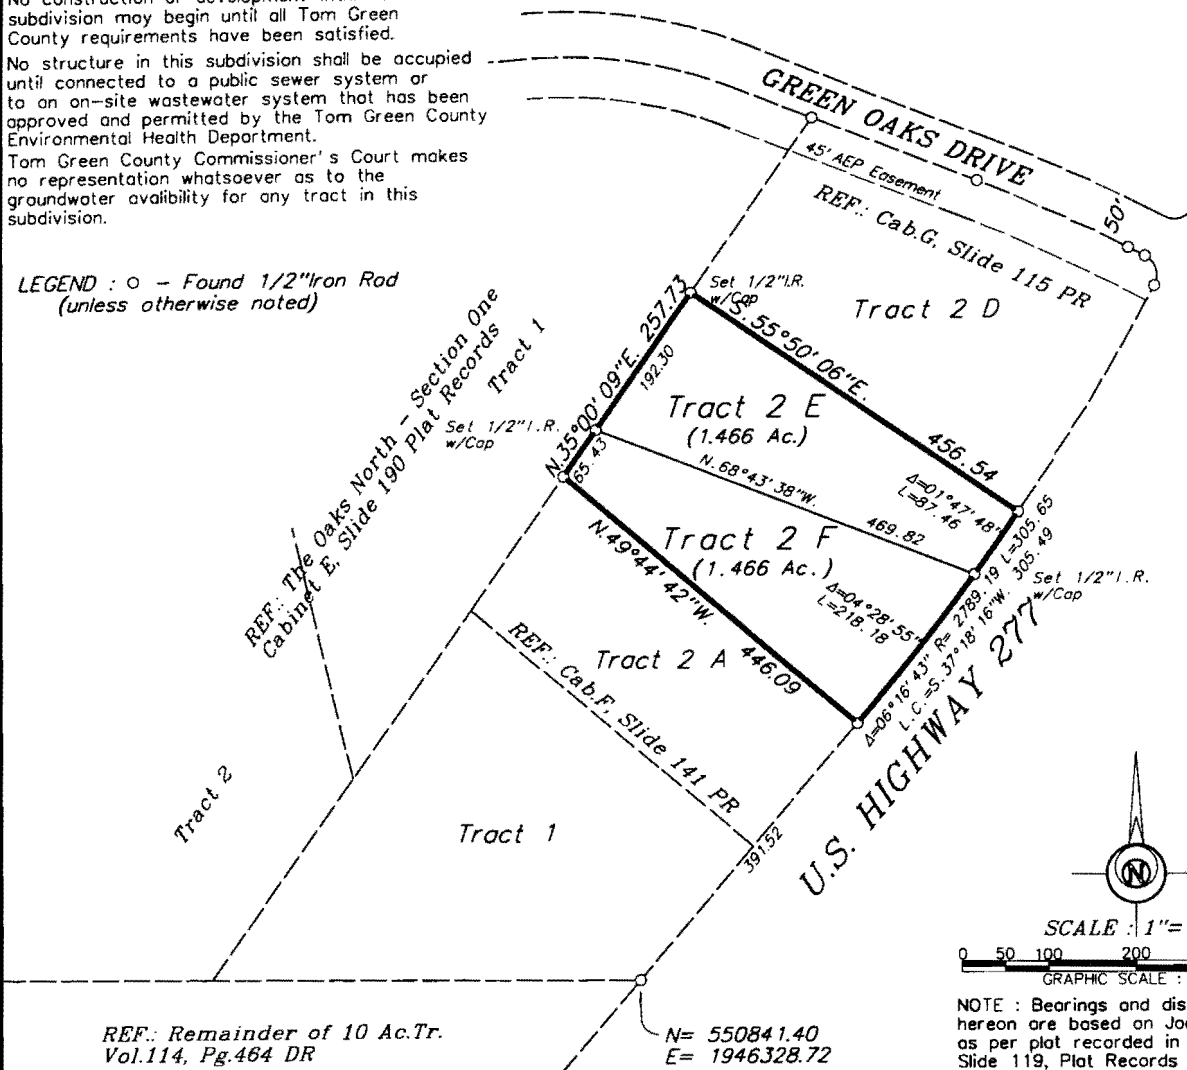 subdivision may begin until all Tom Green
County requirements have been satisfied.
No structure in this subdivision shall be occupied
until connected to a public sewer system or
to an on-site wastewater system that has been
approved and permitted by the Tom Green County
Environmental Health Department.
Tom Green County Commissioner's Court makes
no representation whatsoever as to the
groundwater avalibility for any tract in this
subdivision.
LEGEND : O - Found 1/2"Iron Rod
(unless otherwise noted)
GREEN OAKS DRIVE
45' AEP Easement
50'
REF.: Cab.G, Slide 115 PR
Tract 2 D
Set 1/2"I.R.
w/Cap
S. 55°50' 06"E.
456.54
N. 35°00' 09"E. 257.73
192.30
65.43
Tract 2 E
(1.466 Ac.)
Δ=01°47'48"
L=87.46
N. 68°43'38"W.
469.82
Set 1/2"I.R.
w/Cap
REF.: The Oaks North - Section One
Cabinet E, Slide 190 Plat Records
Tract 1
Tract 2 F
(1.466 Ac.)
Δ=04°28'55"
L=218.18
N.49°44' 42"W.
446.09
Set 1/2"I.R.
w/Cap
Δ=06°16'43" R= 2789.19 L=305.65
L.C.=S.37°18'16"W. 305.49
U.S. HIGHWAY 277
Tract 2 A
REF.: Cab.F, Slide 141 PR
Tract 2
Tract 1
391.52
N
SCALE : 1"=
0 50 100 200
GRAPHIC SCALE :
NOTE : Bearings and
hereon are based on
as per plat recorded in
Slide 119, Plat Records
REF.: Remainder of 10 Ac.Tr.
Vol.114, Pg.464 DR
N= 550841.40
E= 1946328.72